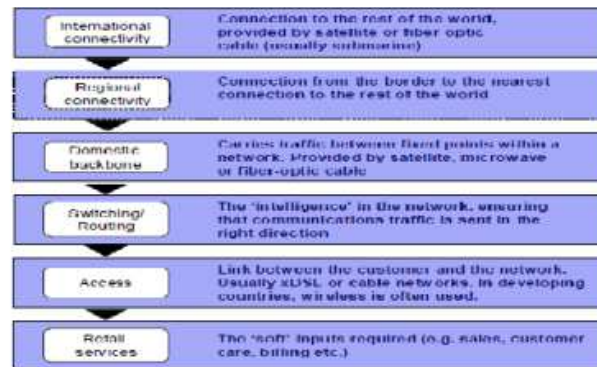 International
connectivity
Connection to the rest of the world,
provided by satellite or fiber optic
cable (usually submarine)
Regional
connectivity
Connection from the border to the nearest
connection to the rest of the world
Domestic
backbone
Carries traffic between fixed points within a
network. Provided by satellite, microwave
or fiber-optic cable
Switching/
Routing
The 'intelligence' in the network, ensuring
that communications traffic is sent in the
right direction
Access
Link between the customer and the network.
Usually xDSL or cable networks. In developing
countries, wireless is often used.
Retail
services
The "soft" inputs required (e.g. sales, customer
care, billing etc.)